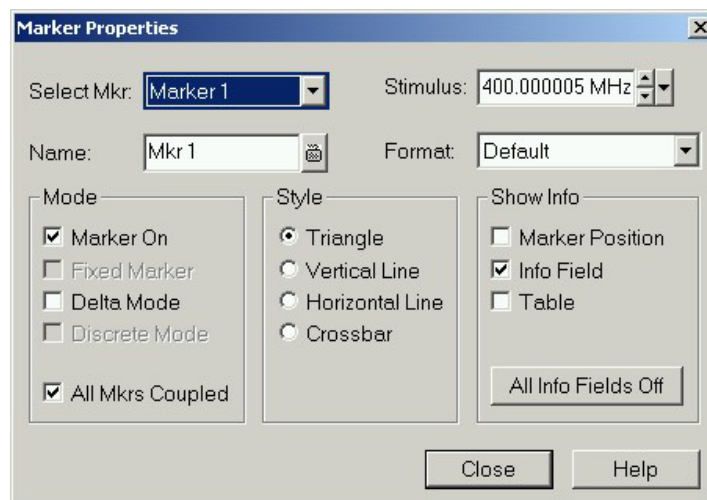 Marker Properties
Select Mkr: Marker 1
Stimulus: 400.000005 MHz
Name: Mkr 1
Format: Default
Mode
Marker On
Fixed Marker
Delta Mode
Discrete Mode
All Mkrs Coupled
Style
Triangle
Vertical Line
Horizontal Line
Crossbar
Show Info
Marker Position
Info Field
Table
All Info Fields Off
Close
Help